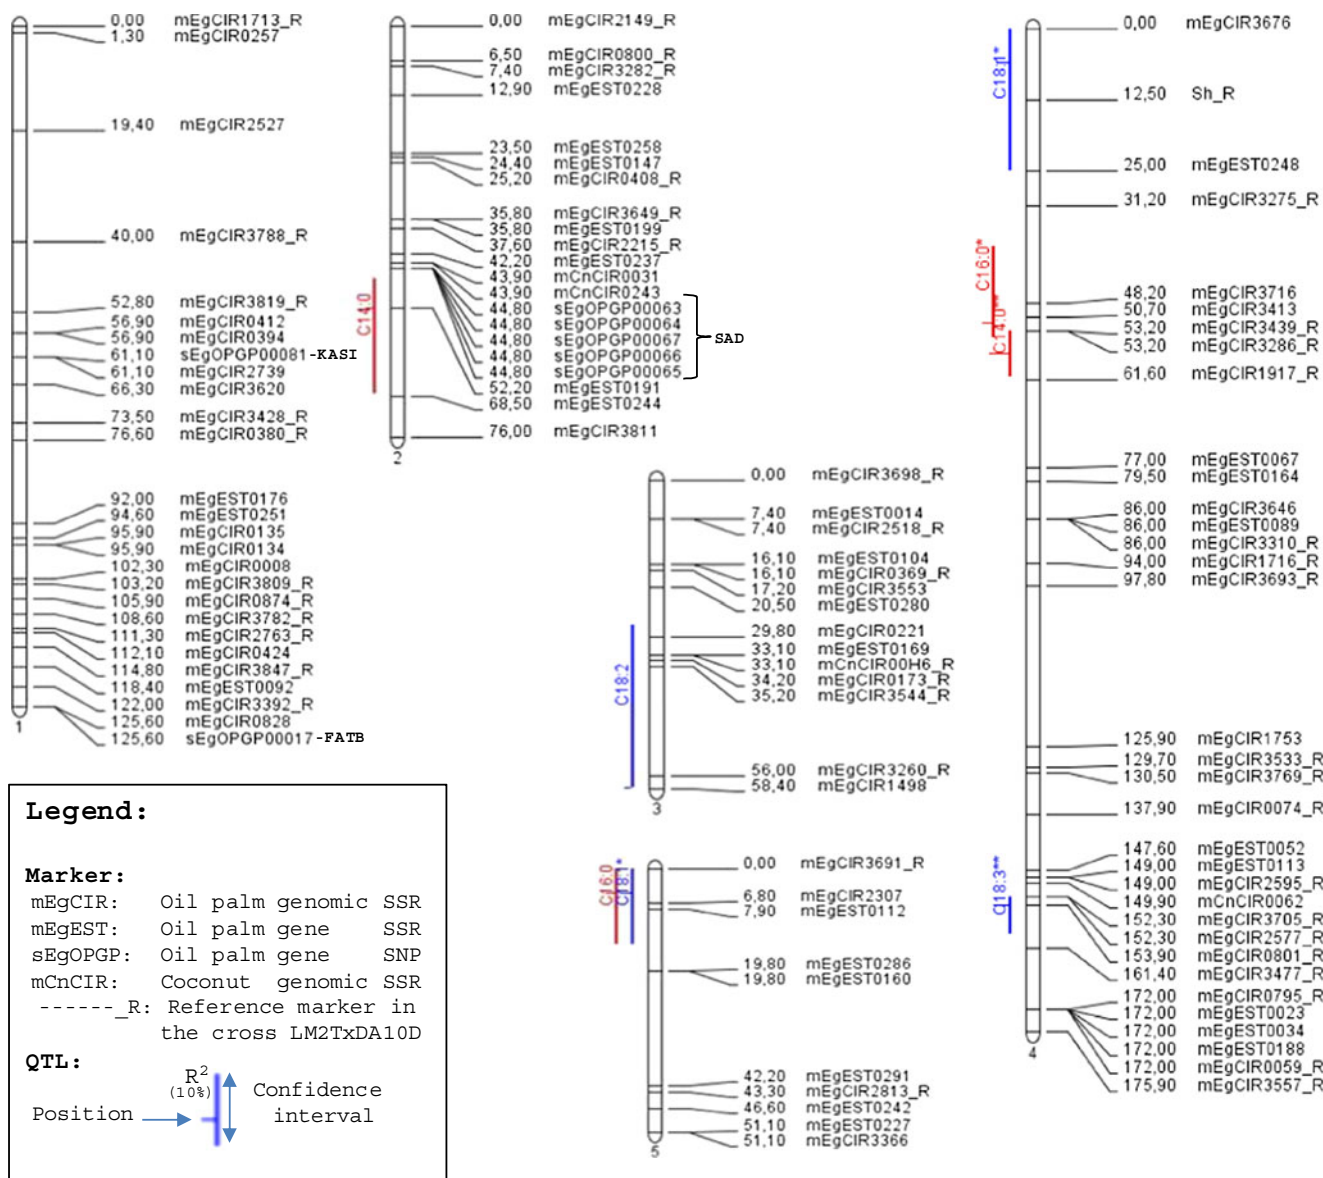 0,00 mEgCIR1713_R
1,30 mEgCIR0257
19,40 mEgCIR2527
40,00 mEgCIR3788_R
52,80 mEgCIR3819_R
56,90 mEgCIR0412
56,90 mEgCIR0394
61,10 sEgOPGP00081-KASI
61,10 mEgCIR2739
66,30 mEgCIR3620
73,50 mEgCIR3428_R
76,60 mEgCIR0380_R
92,00 mEgEST0176
94,60 mEgEST0251
95,90 mEgCIR0135
95,90 mEgCIR0134
102,30 mEgCIR0008
103,20 mEgCIR3809_R
105,90 mEgCIR0874_R
108,60 mEgCIR3782_R
111,30 mEgCIR2763_R
112,10 mEgCIR0424
114,80 mEgCIR3847_R
118,40 mEgEST0092
122,00 mEgCIR3392_R
125,60 mEgCIR0828
125,60 sEgOPGP00017-FATB
1
C14:0
0,00 mEgCIR2149_R
6,50 mEgCIR0800_R
7,40 mEgCIR3282_R
12,90 mEgEST0228
23,50 mEgEST0258
24,40 mEgEST0147
25,20 mEgCIR0408_R
35,80 mEgCIR3649_R
35,80 mEgEST0199
37,60 mEgCIR2215_R
42,20 mEgEST0237
43,90 mCnCIR0031
43,90 mCnCIR0243
44,80 sEgOPGP00063
44,80 sEgOPGP00064
44,80 sEgOPGP00067
44,80 sEgOPGP00066
44,80 sEgOPGP00065
SAD
52,20 mEgEST0191
68,50 mEgEST0244
76,00 mEgCIR3811
2
C18:2
0,00 mEgCIR3698_R
7,40 mEgEST0014
7,40 mEgCIR2518_R
16,10 mEgEST0104
16,10 mEgCIR0369_R
17,20 mEgCIR3553
20,50 mEgEST0280
29,80 mEgCIR0221
33,10 mEgEST0169
33,10 mCnCIR00H6_R
34,20 mEgCIR0173_R
35,20 mEgCIR3544_R
56,00 mEgCIR3260_R
58,40 mEgCIR1498
3
C16:0
C18:1*
0,00 mEgCIR3691_R
6,80 mEgCIR2307
7,90 mEgEST0112
19,80 mEgEST0286
19,80 mEgEST0160
42,20 mEgEST0291
43,30 mEgCIR2813_R
46,60 mEgEST0242
51,10 mEgEST0227
51,10 mEgCIR3366
5
C18:1*
C16:0*
C14:0**
C18:3**
0,00 mEgCIR3676
12,50 Sh_R
25,00 mEgEST0248
31,20 mEgCIR3275_R
48,20 mEgCIR3716
50,70 mEgCIR3413
53,20 mEgCIR3439_R
53,20 mEgCIR3286_R
61,60 mEgCIR1917_R
77,00 mEgEST0067
79,50 mEgEST0164
86,00 mEgCIR3646
86,00 mEgEST0089
86,00 mEgCIR3310_R
94,00 mEgCIR1716_R
97,80 mEgCIR3693_R
125,90 mEgCIR1753
129,70 mEgCIR3533_R
130,50 mEgCIR3769_R
137,90 mEgCIR0074_R
147,60 mEgEST0052
149,00 mEgEST0113
149,00 mEgCIR2595_R
149,90 mCnCIR0062
152,30 mEgCIR3705_R
152,30 mEgCIR2577_R
153,90 mEgCIR0801_R
161,40 mEgCIR3477_R
172,00 mEgCIR0795_R
172,00 mEgEST0023
172,00 mEgEST0034
172,00 mEgEST0188
172,00 mEgCIR0059_R
175,90 mEgCIR3557_R
4
Legend:
Marker:
mEgCIR: Oil palm genomic SSR
mEgEST: Oil palm gene SSR
sEgOPGP: Oil palm gene SNP
mCnCIR: Coconut genomic SSR
------_R: Reference marker in
the cross LM2TxDA10D
QTL:
R²
(10%)
Position
Confidence
interval